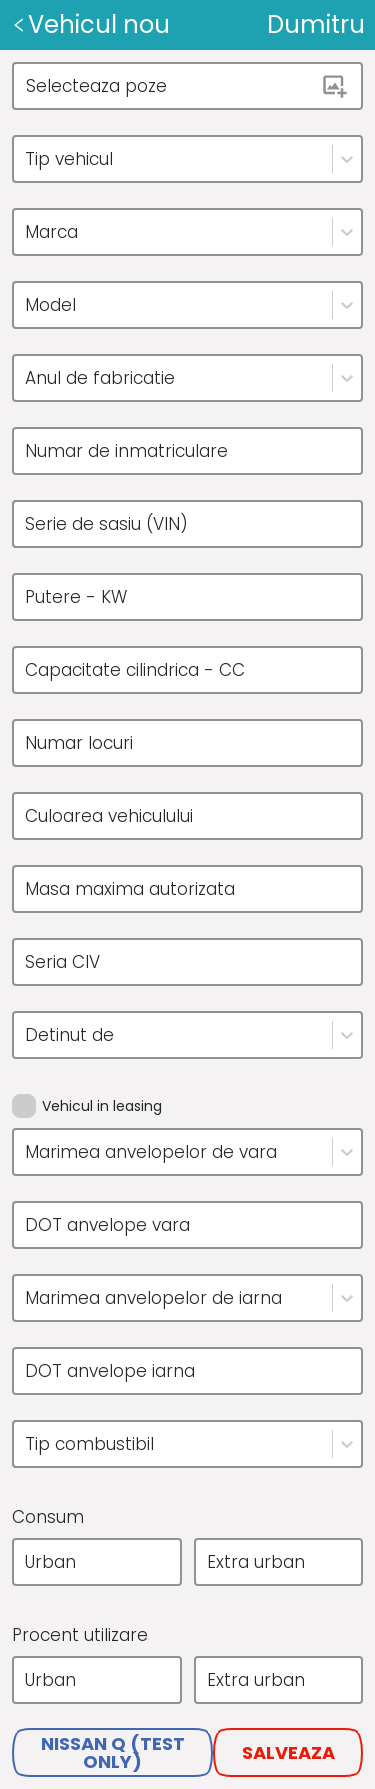 < Vehicul nou Dumitru
Selecteaza poze
Tip vehicul
Marca
Model
Anul de fabricatie
Numar de inmatriculare
Serie de sasiu (VIN)
Putere - KW
Capacitate cilindrica - CC
Numar locuri
Culoarea vehiculului
Masa maxima autorizata
Seria CIV
Detinut de
Vehicul in leasing
Marimea anvelopelor de vara
DOT anvelope vara
Marimea anvelopelor de iarna
DOT anvelope iarna
Tip combustibil
Consum
Urban Extra urban
Procent utilizare
Urban Extra urban
NISSAN Q (TEST
ONLY)
SALVEAZA